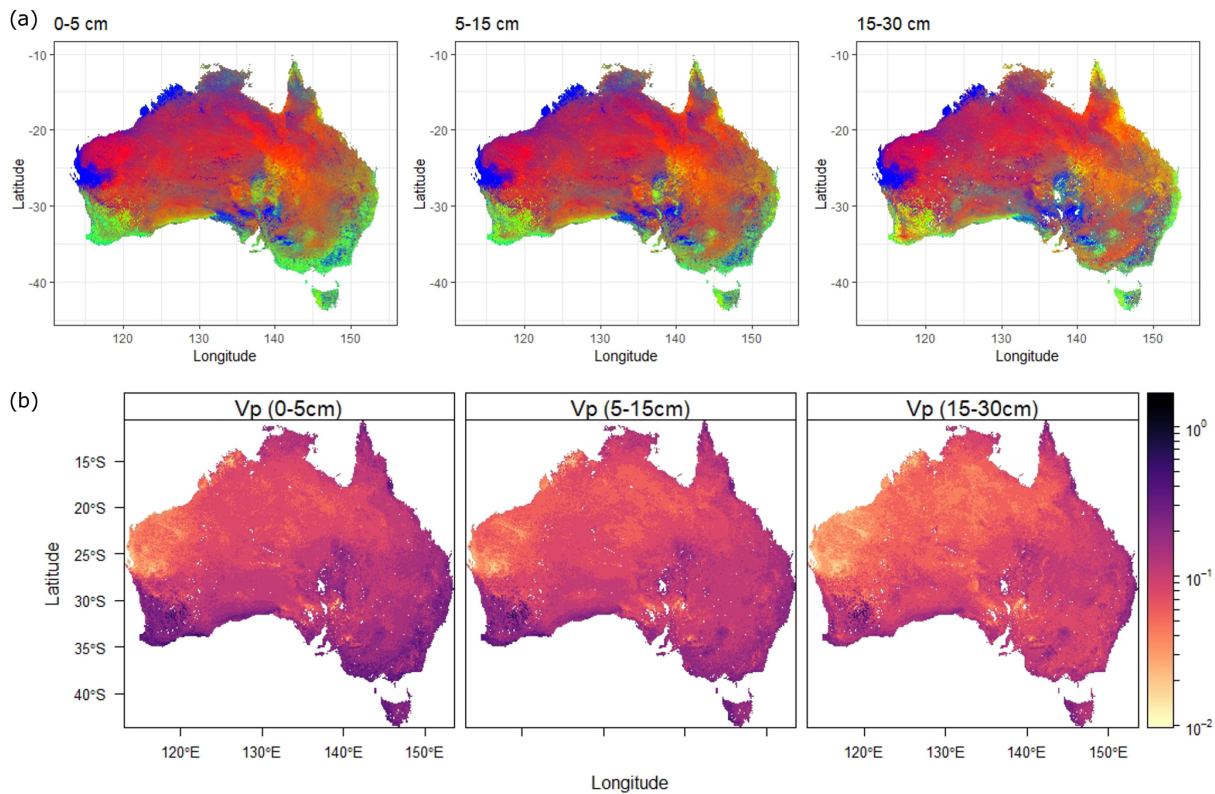 (a)
0-5 cm
5-15 cm
15-30 cm
-10
-20
-30
-40
Latitude
120
130
140
150
Longitude
-10
-20
-30
-40
Latitude
120
130
140
150
Longitude
-10
-20
-30
-40
Latitude
120
130
140
150
Longitude
(b)
Vp (0-5cm)
Vp (5-15cm)
Vp (15-30cm)
15°S
20°S
25°S
30°S
35°S
40°S
Latitude
120°E
130°E
140°E
150°E
120°E
130°E
140°E
150°E
Longitude
10⁰
10⁻¹
10⁻²